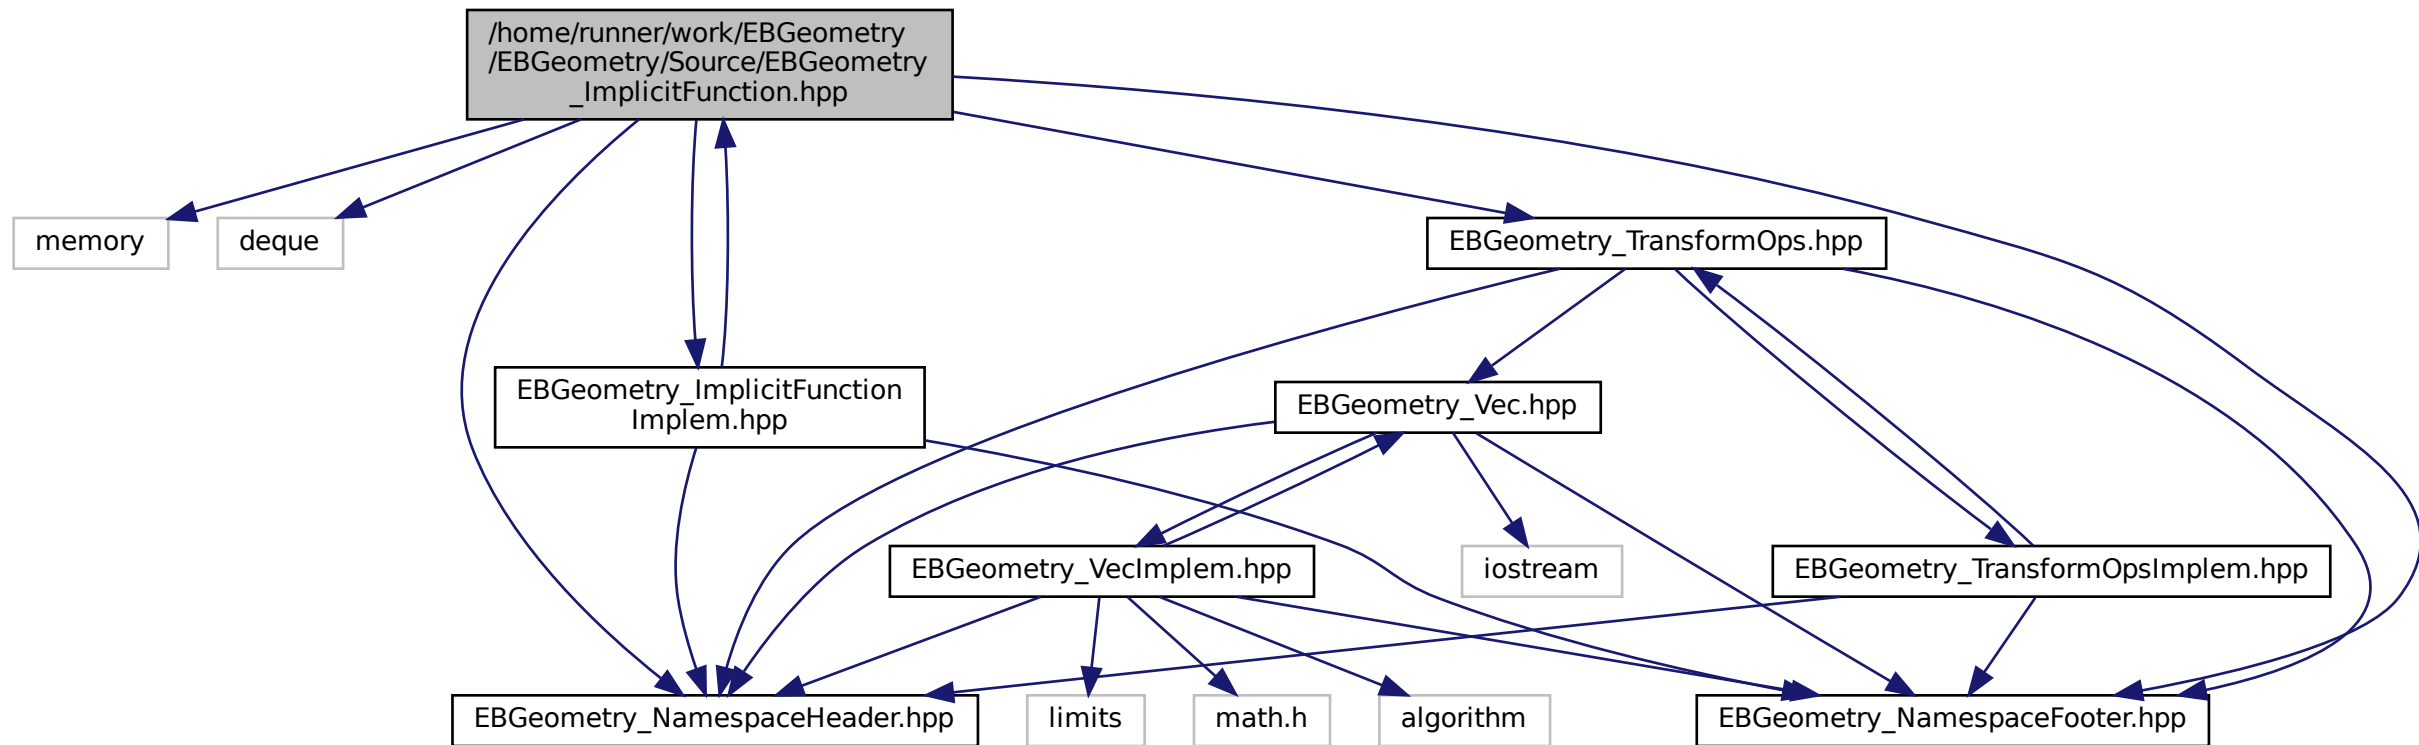 /home/runner/work/EBGeometry
/EBGeometry/Source/EBGeometry
_ImplicitFunction.hpp
memory
deque
EBGeometry_TransformOps.hpp
EBGeometry_ImplicitFunction
Implem.hpp
EBGeometry_Vec.hpp
EBGeometry_VecImplem.hpp
iostream
EBGeometry_TransformOpsImplem.hpp
EBGeometry_NamespaceHeader.hpp
limits
math.h
algorithm
EBGeometry_NamespaceFooter.hpp